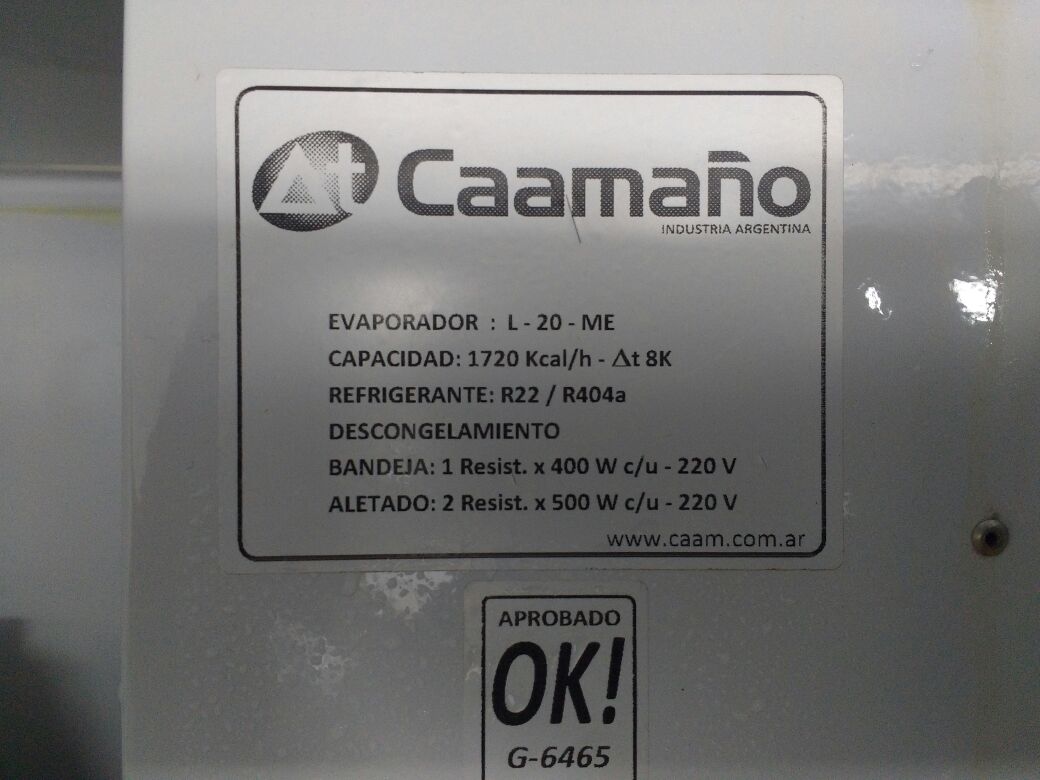 Δt Caamaño
INDUSTRIA ARGENTINA
EVAPORADOR : L - 20 - ME
CAPACIDAD: 1720 Kcal/h - Δt 8K
REFRIGERANTE: R22 / R404a
DESCONGELAMIENTO
BANDEJA: 1 Resist. x 400 W c/u - 220 V
ALETADO: 2 Resist. x 500 W c/u - 220 V
www.caam.com.ar
APROBADO
OK!
G-6465